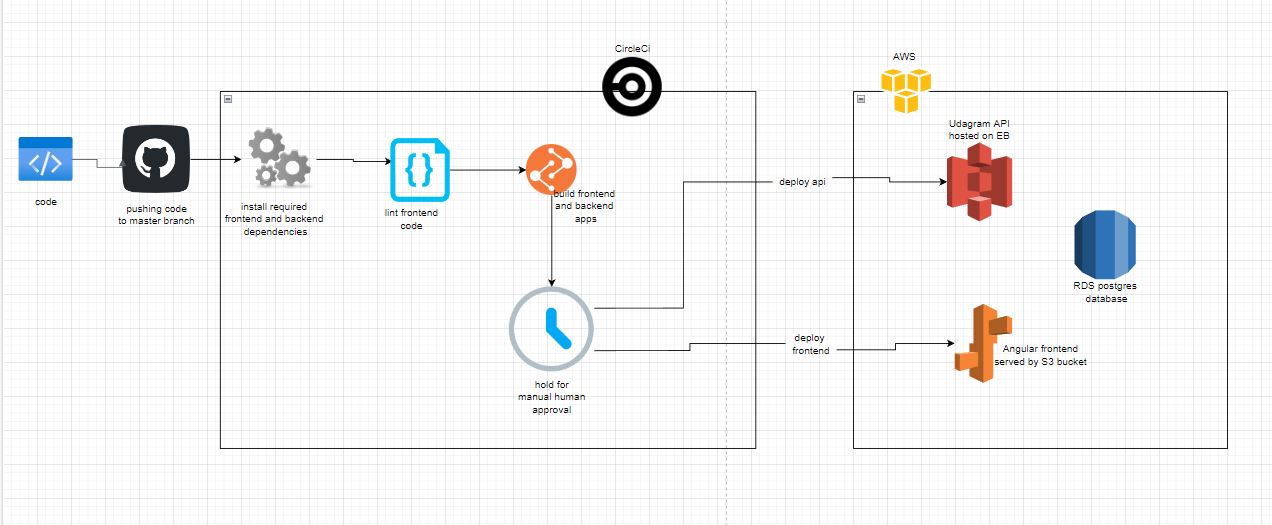 CircleCi
AWS
code
pushing code
to master branch
install required
frontend and backend
dependencies
lint frontend
code
build frontend
and backend
apps
hold for
manual human
approval
deploy api
deploy
frontend
Udagram API
hosted on EB
RDS postgres
database
Angular frontend
served by S3 bucket